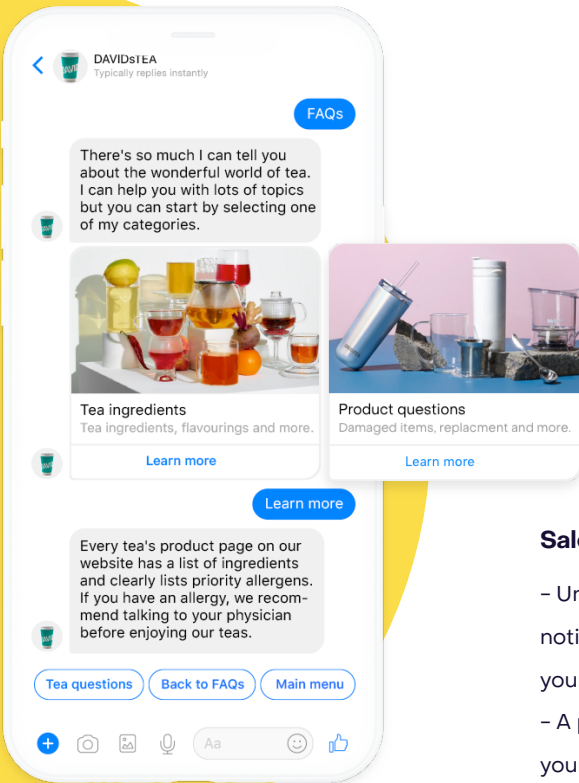 DAVIDsTEA
Typically replies instantly
FAQs
There's so much I can tell you
about the wonderful world of tea.
I can help you with lots of topics
but you can start by selecting one
of my categories.
Tea ingredients
Tea ingredients, flavourings and more.
Learn more
Product questions
Damaged items, replacment and more.
Learn more
Learn more
Every tea's product page on our
website has a list of ingredients
and clearly lists priority allergens.
If you have an allergy, we recom-
mend talking to your physician
before enjoying our teas.
Tea questions
Back to FAQs
Main menu
Aa
- A
you